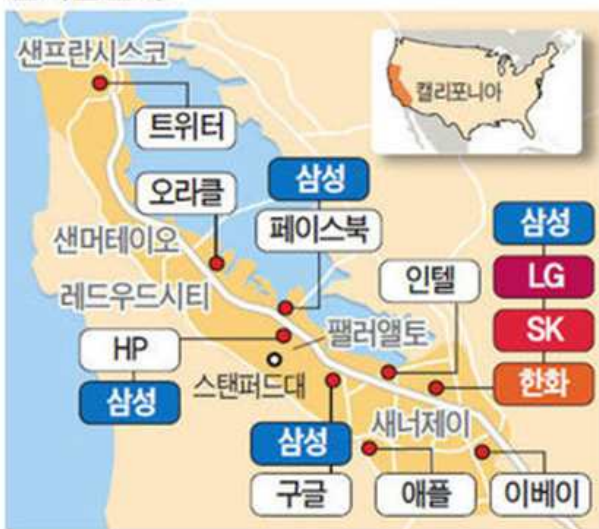 샌프란시스코
캘리포니아
트위터
오라클
삼성
페이스북
삼성
LG
SK
한화
샌머테이오
레드우드시티
인텔
HP
삼성
팰러앨토
스탠퍼드대
새너제이
삼성
구글
애플
이베이